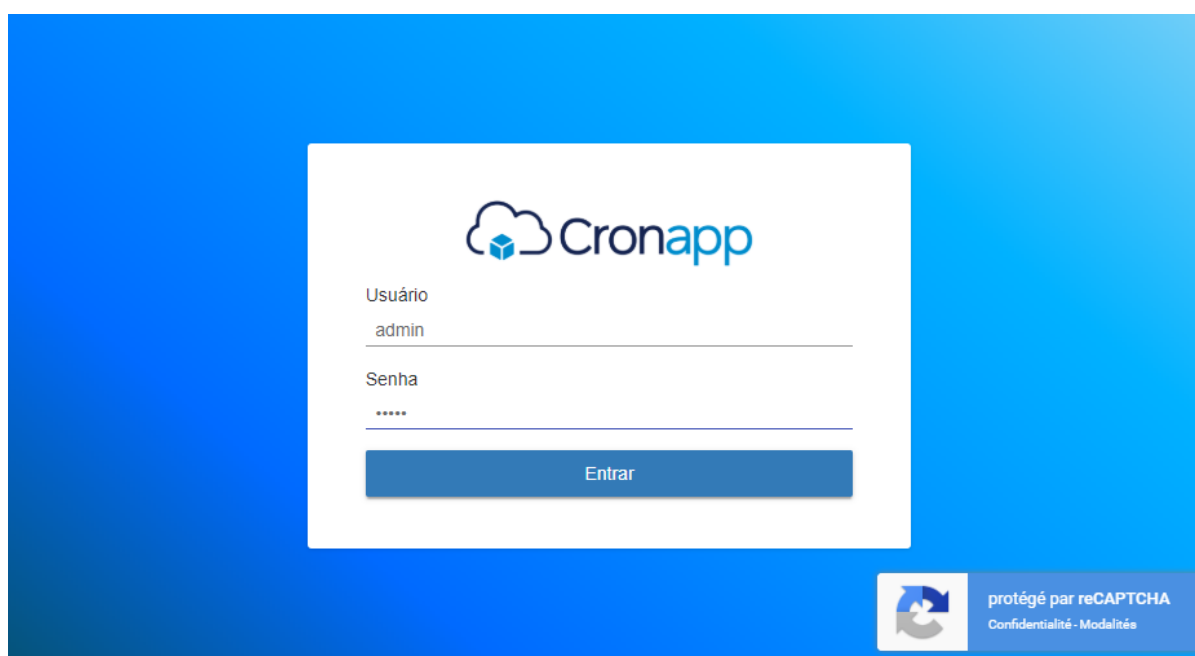 Cronapp
Usuário
admin
Senha
•••••
Entrar
protégé par reCAPTCHA
Confidentialité - Modalités